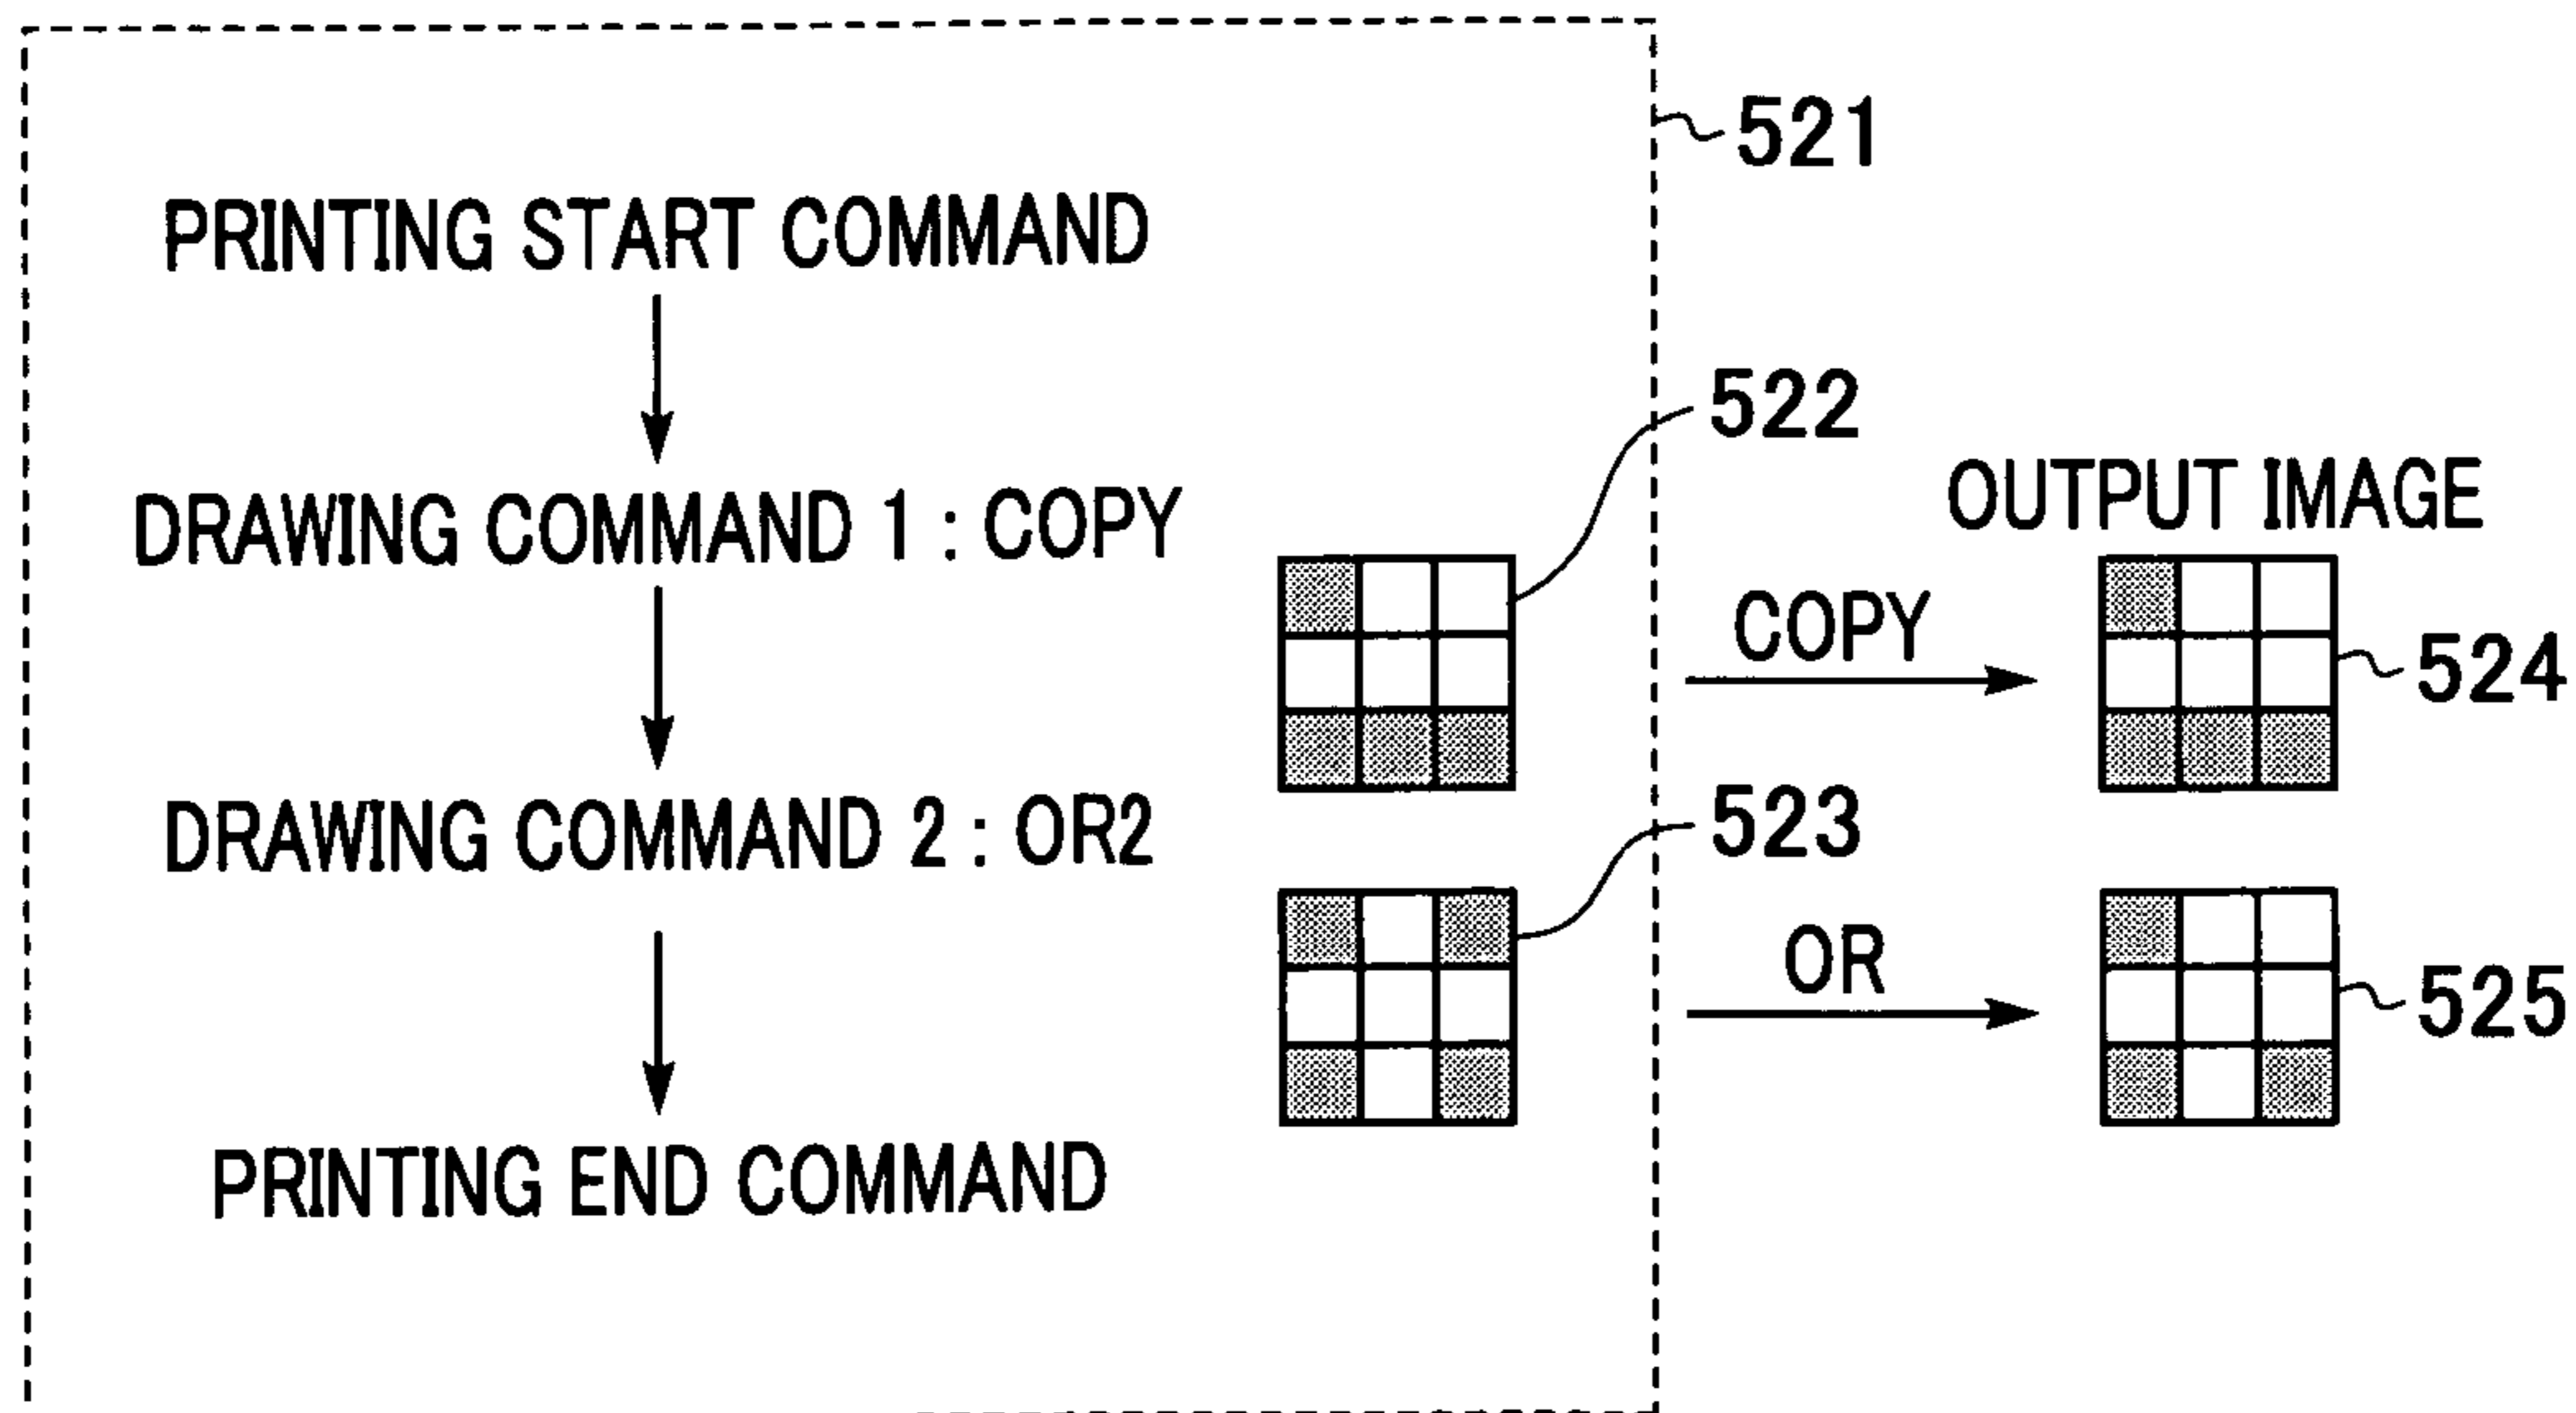 521
PRINTING START COMMAND
522
OUTPUT IMAGE
DRAWING COMMAND 1 : COPY
COPY
524
523
DRAWING COMMAND 2 : OR2
OR
525
PRINTING END COMMAND